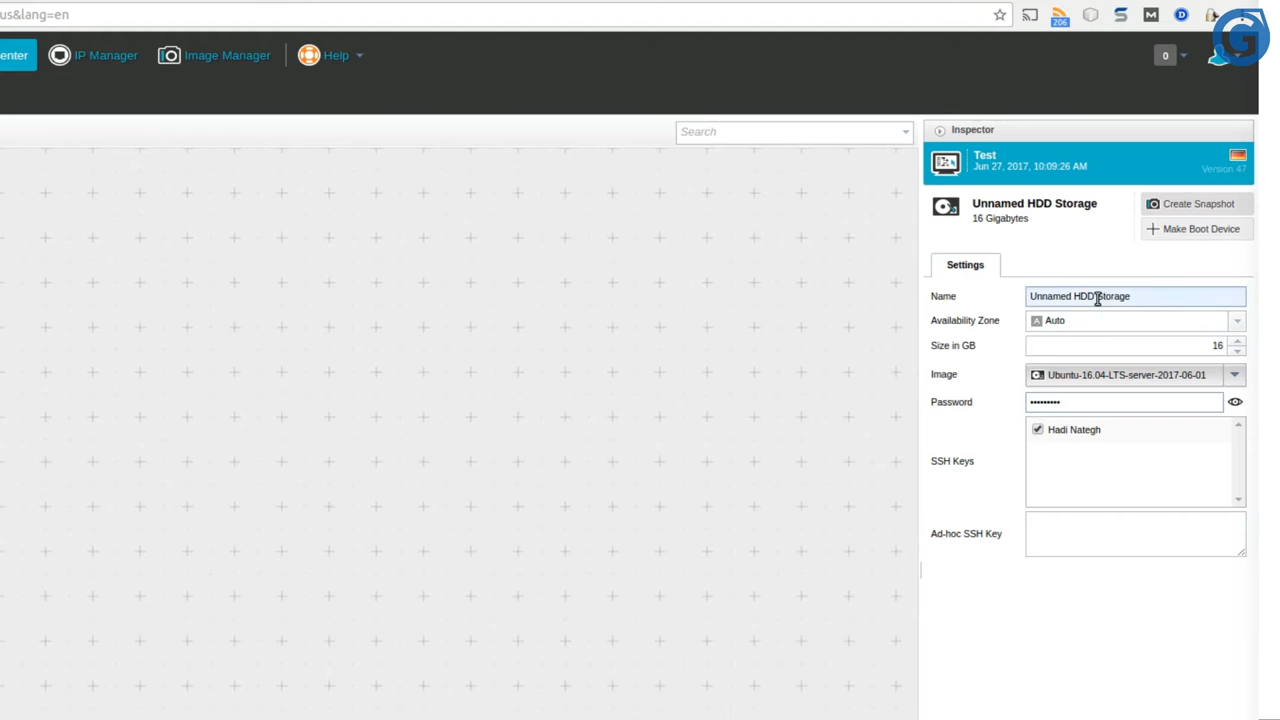 us&lang=en
206
M
D
G
enter
IP Manager
Image Manager
Help
0
Search
Inspector
Test
Jun 27, 2017, 10:09:26 AM
Version 47
Unnamed HDD Storage
16 Gigabytes
Create Snapshot
Make Boot Device
Settings
Name
Unnamed HDD Storage
Availability Zone
A Auto
Size in GB
16
Image
Ubuntu-16.04-LTS-server-2017-06-01
Password
•••••••••
SSH Keys
Hadi Nategh
Ad-hoc SSH Key